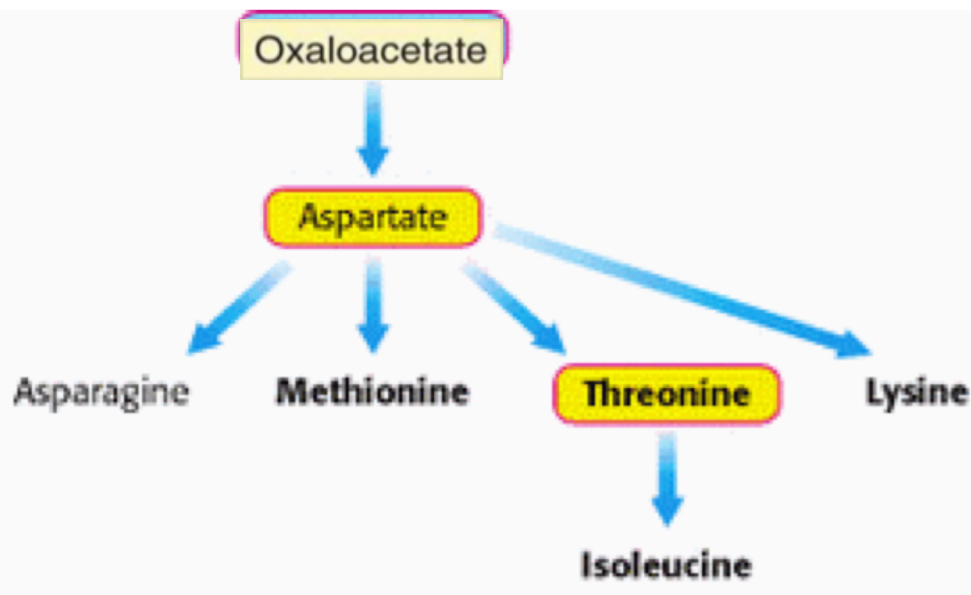 Oxaloacetate
Aspartate
Asparagine
Methionine
Threonine
Lysine
Isoleucine